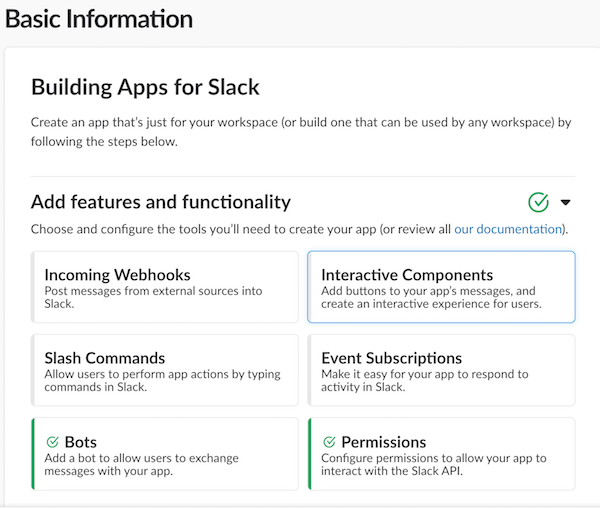 Basic Information
Building Apps for Slack
Create an app that's just for your workspace (or build one that can be used by any workspace) by
following the steps below.
Add features and functionality
Choose and configure the tools you'll need to create your app (or review all our documentation).
Incoming Webhooks
Post messages from external sources into
Slack.
Interactive Components
Add buttons to your app's messages, and
create an interactive experience for users.
Slash Commands
Allow users to perform app actions by typing
commands in Slack.
Event Subscriptions
Make it easy for your app to respond to
activity in Slack.
Bots
Add a bot to allow users to exchange
messages with your app.
Permissions
Configure permissions to allow your app to
interact with the Slack API.